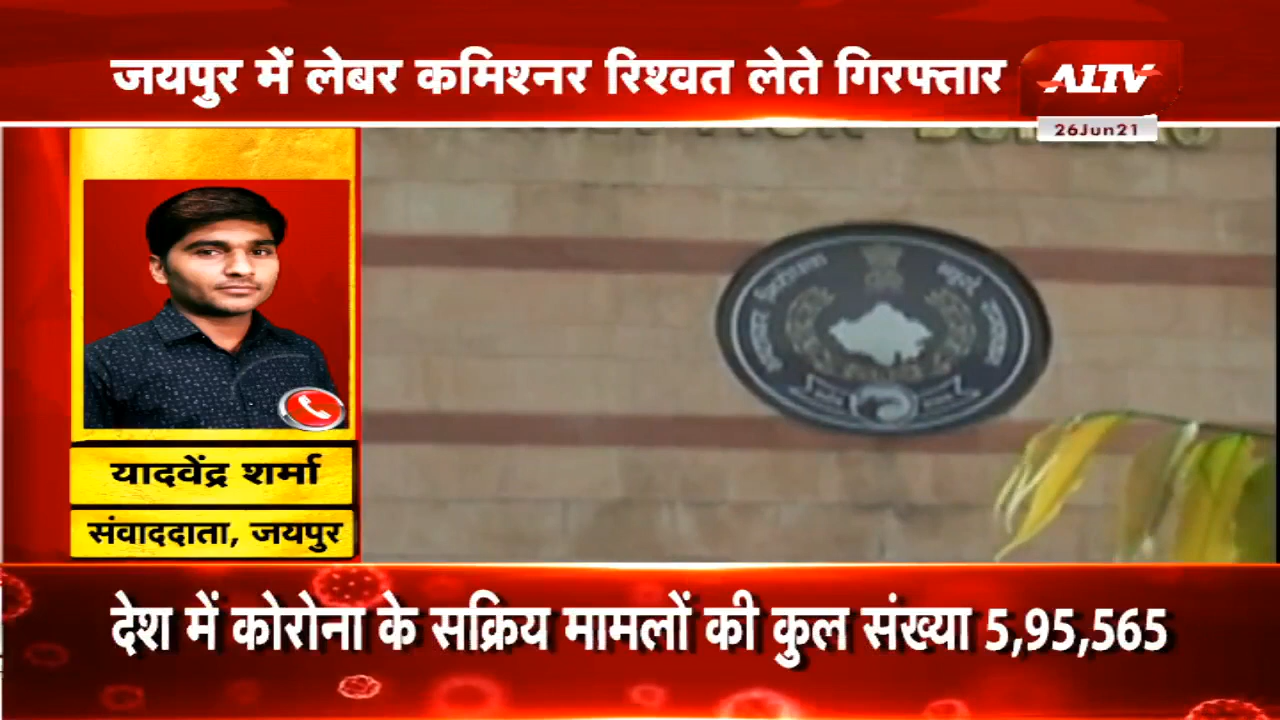 जयपुर में लेबर कमिश्नर रिश्वत लेते गिरफ्तार
ALTV
26Jun21
यादवेंद्र शर्मा
संवाददाता, जयपुर
देश में कोरोना के सक्रिय मामलों की कुल संख्या 5,95,565